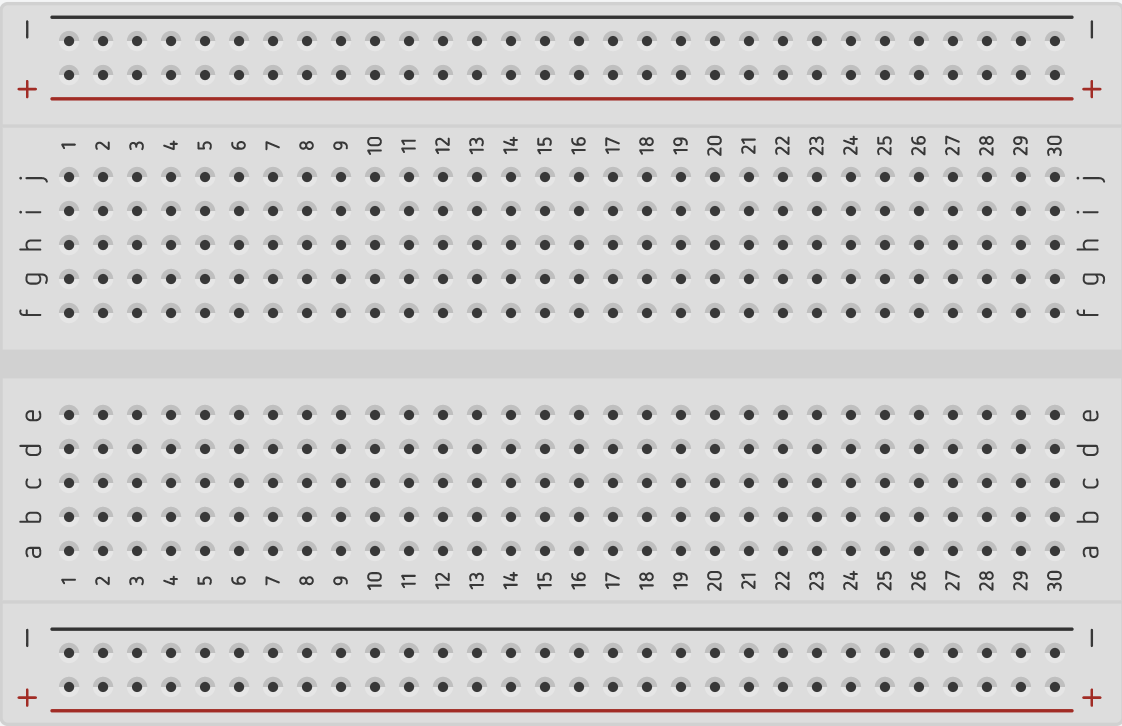 − −
+ +
1 2 3 4 5 6 7 8 9 10 11 12 13 14 15 16 17 18 19 20 21 22 23 24 25 26 27 28 29 30
j j
i i
h h
g g
f f
e e
d d
c c
b b
a a
1 2 3 4 5 6 7 8 9 10 11 12 13 14 15 16 17 18 19 20 21 22 23 24 25 26 27 28 29 30
− −
+ +